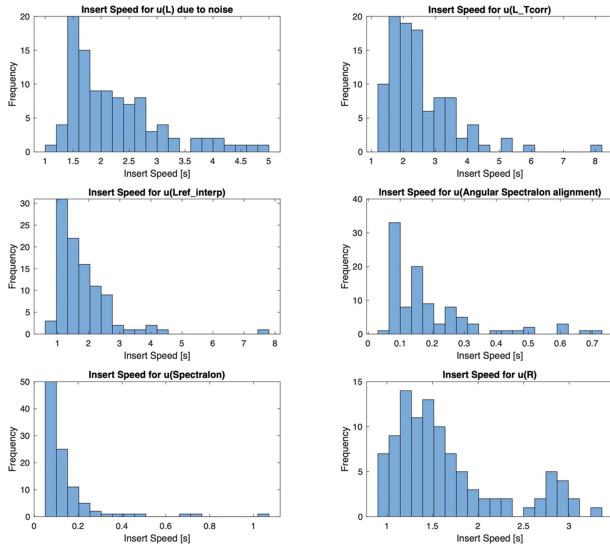 Insert Speed for u(L) due to noise
20
15
10
5
0
Frequency
1 1.5 2 2.5 3 3.5 4 4.5 5
Insert Speed [s]
Insert Speed for u(L_Tcorr)
20
15
10
5
0
Frequency
1 2 3 4 5 6 7 8
Insert Speed [s]
Insert Speed for u(Lref_interp)
30
25
20
15
10
5
0
Frequency
1 2 3 4 5 6 7 8
Insert Speed [s]
Insert Speed for u(Angular Spectralon alignment)
40
30
20
10
0
Frequency
0 0.1 0.2 0.3 0.4 0.5 0.6 0.7
Insert Speed [s]
Insert Speed for u(Spectralon)
50
40
30
20
10
0
Frequency
0 0.2 0.4 0.6 0.8 1
Insert Speed [s]
Insert Speed for u(R)
15
10
5
0
Frequency
1 1.5 2 2.5 3
Insert Speed [s]